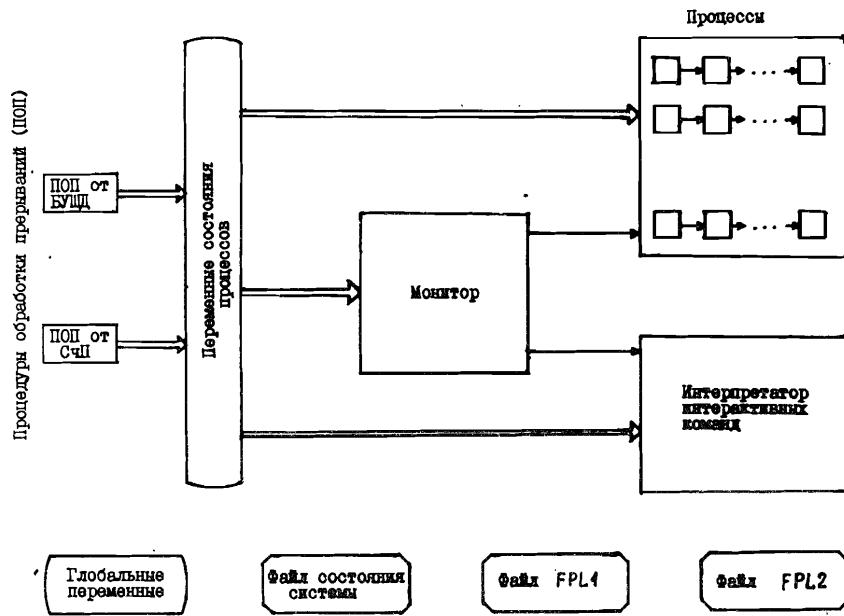 Процессы
Процедуры обработки прерываний (ПОП)
ПОП от
БУШД
ПОП от
СчП
Переменные состояния
процессов
Монитор
Интерпретатор
интерактивных
команд
Глобальные
переменные
Файл состояния
системы
Файл FPL1
Файл FPL2